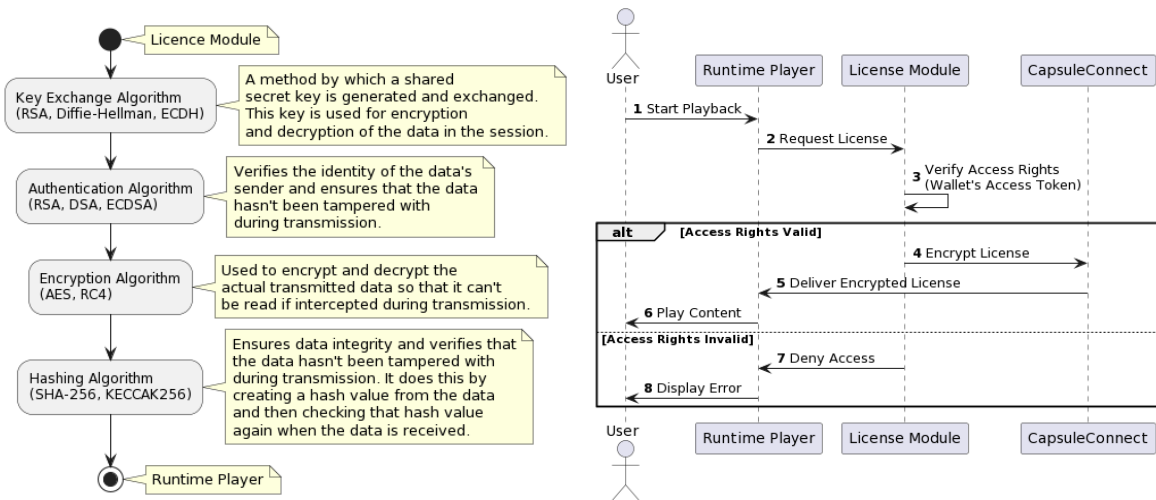 Licence Module
Key Exchange Algorithm
(RSA, Diffie-Hellman, ECDH)
A method by which a shared
secret key is generated and exchanged.
This key is used for encryption
and decryption of the data in the session.
Authentication Algorithm
(RSA, DSA, ECDSA)
Verifies the identity of the data's
sender and ensures that the data
hasn't been tampered with
during transmission.
Encryption Algorithm
(AES, RC4)
Used to encrypt and decrypt the
actual transmitted data so that it can't
be read if intercepted during transmission.
Hashing Algorithm
(SHA-256, KECCAK256)
Ensures data integrity and verifies that
the data hasn't been tampered with
during transmission. It does this by
creating a hash value from the data
and then checking that hash value
again when the data is received.
Runtime Player
User
Runtime Player
License Module
CapsuleConnect
1 Start Playback
2 Request License
3 Verify Access Rights
(Wallet's Access Token)
alt [Access Rights Valid]
4 Encrypt License
5 Deliver Encrypted License
6 Play Content
[Access Rights Invalid]
7 Deny Access
8 Display Error
User
Runtime Player
License Module
CapsuleConnect